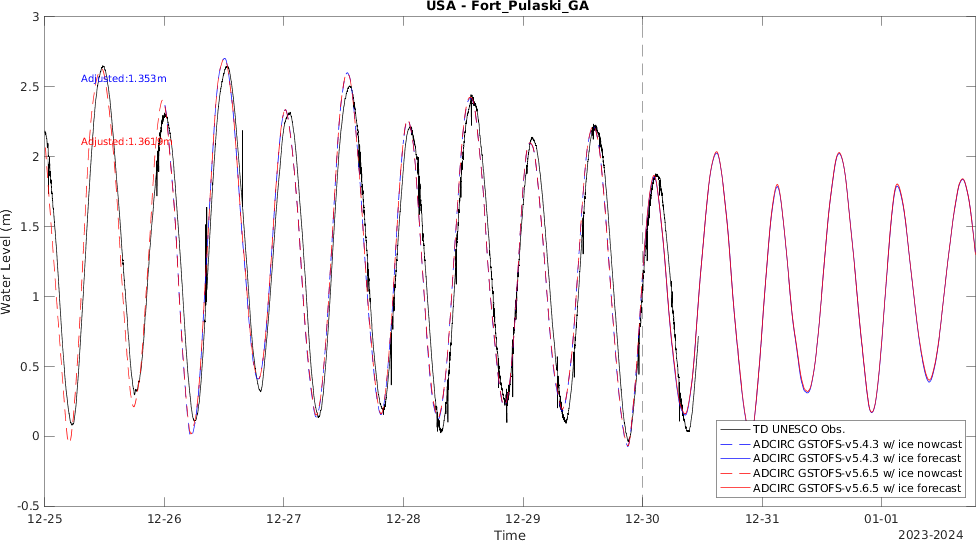 USA - Fort_Pulaski_GA
3
2.5
2
1.5
1
0.5
0
-0.5
Water Level (m)
Adjusted:1.353m
Adjusted:1.3619m
TD UNESCO Obs.
ADCIRC GSTOFS-v5.4.3 w/ ice nowcast
ADCIRC GSTOFS-v5.4.3 w/ ice forecast
ADCIRC GSTOFS-v5.6.5 w/ ice nowcast
ADCIRC GSTOFS-v5.6.5 w/ ice forecast
12-25 12-26 12-27 12-28 12-29 12-30 12-31 01-01
Time
2023-2024